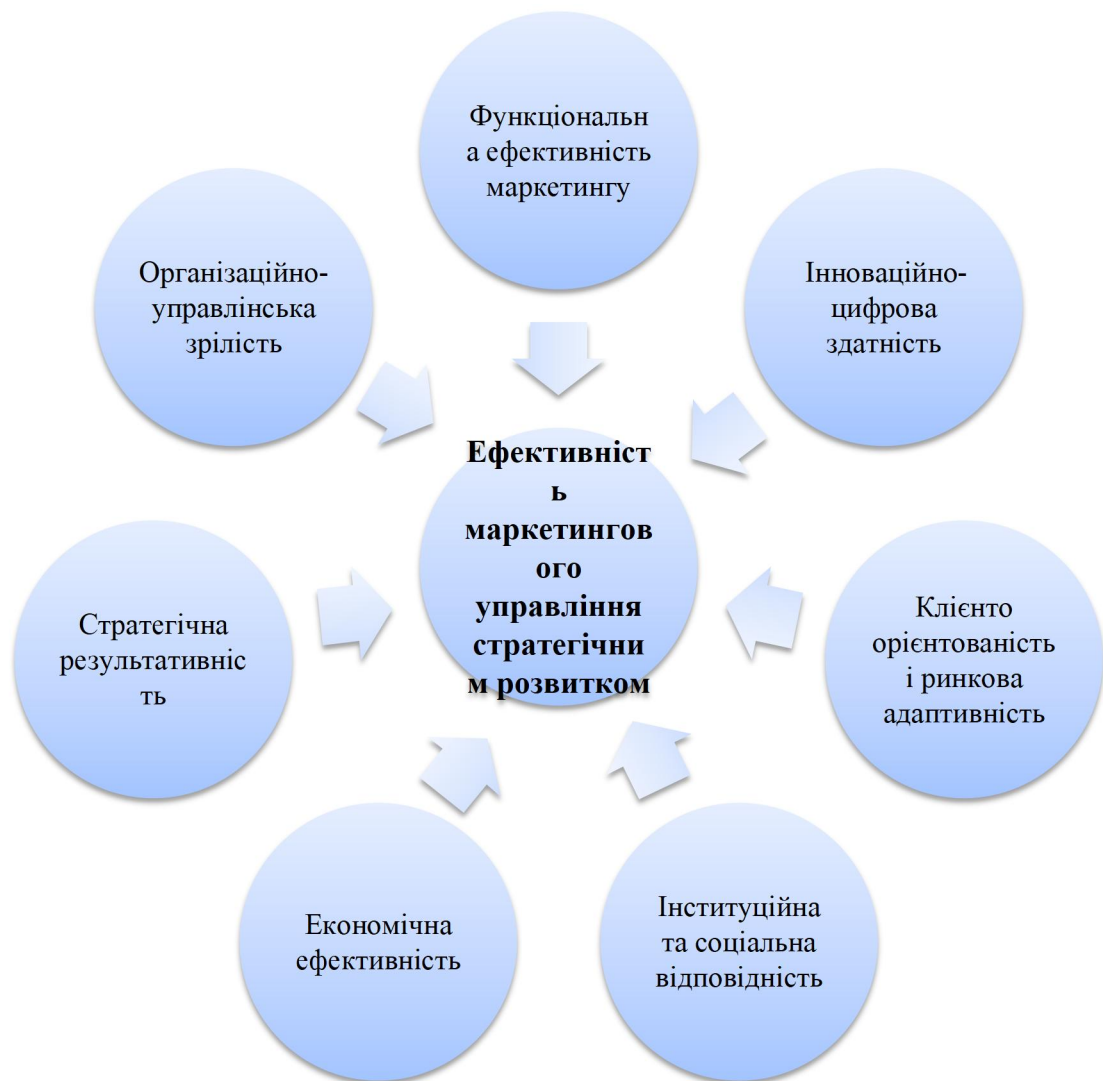 Функціональн
а ефективність
маркетингу
Інноваційно-
цифрова
здатність
Клієнто
орієнтованість
і ринкова
адаптивність
Інституційна
та соціальна
відповідність
Економічна
ефективність
Стратегічна
результативніс
ть
Організаційно-
управлінська
зрілість
Ефективніст
ь
маркетингов
ого
управління
стратегічни
м розвитком